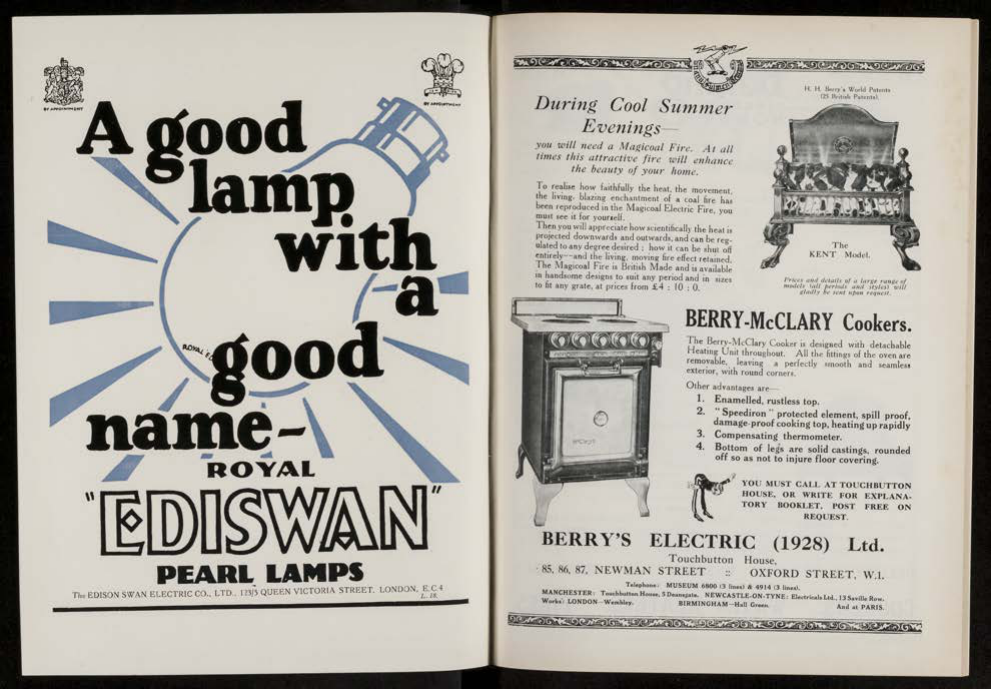 BY APPOINTMENT
BY APPOINTMENT
A good
lamp
with
a
good
name-
ROYAL
"EDISWAN"
PEARL LAMPS
The EDISON SWAN ELECTRIC CO., LTD., 123/5 QUEEN VICTORIA STREET, LONDON, E.C.4
H. H. Berry's World Patents
(25 British Patents).
During Cool Summer
Evenings—
you will need a Magicoal Fire. At all
times this attractive fire will enhance
the beauty of your home.
To realise how faithfully the heat, the movement,
the living, blazing enchantment of a coal fire has
been reproduced in the Magicoal Electric Fire, you
must see it for yourself.
Then you will appreciate how scientifically the heat is
projected downwards and outwards, and can be reg-
ulated to any degree desired; how it can be shut off
entirely—and the living, moving fire effect retained.
The Magicoal Fire is British Made and is available
in handsome designs to suit any period and in sizes
to fit any grate, at prices from £4 : 10 : 0.
The
KENT Model.
Prices and details of a large range of
models (all periods and styles) will
gladly be sent upon request.
BERRY-McCLARY Cookers.
The Berry-McClary Cooker is designed with detachable
Heating Unit throughout. All the fittings of the oven are
removable, leaving a perfectly smooth and seamless
exterior, with round corners.
Other advantages are—
1. Enamelled, rustless top.
2. "Speediron" protected element, spill proof,
damage-proof cooking top, heating up rapidly
3. Compensating thermometer.
4. Bottom of legs are solid castings, rounded
off so as not to injure floor covering.
YOU MUST CALL AT TOUCHBUTTON
HOUSE, OR WRITE FOR EXPLANA-
TORY BOOKLET, POST FREE ON
REQUEST.
BERRY'S ELECTRIC (1928) Ltd.
Touchbutton House,
85, 86, 87, NEWMAN STREET :: OXFORD STREET, W.1.
Telephone: MUSEUM 6800 (3 lines) & 4914 (3 lines).
MANCHESTER: Touchbutton House, 5 Deansgate. NEWCASTLE-ON-TYNE: Electricals Ltd., 13 Saville Row.
Works: LONDON—Wembley. BIRMINGHAM—Hall Green. And at PARIS.